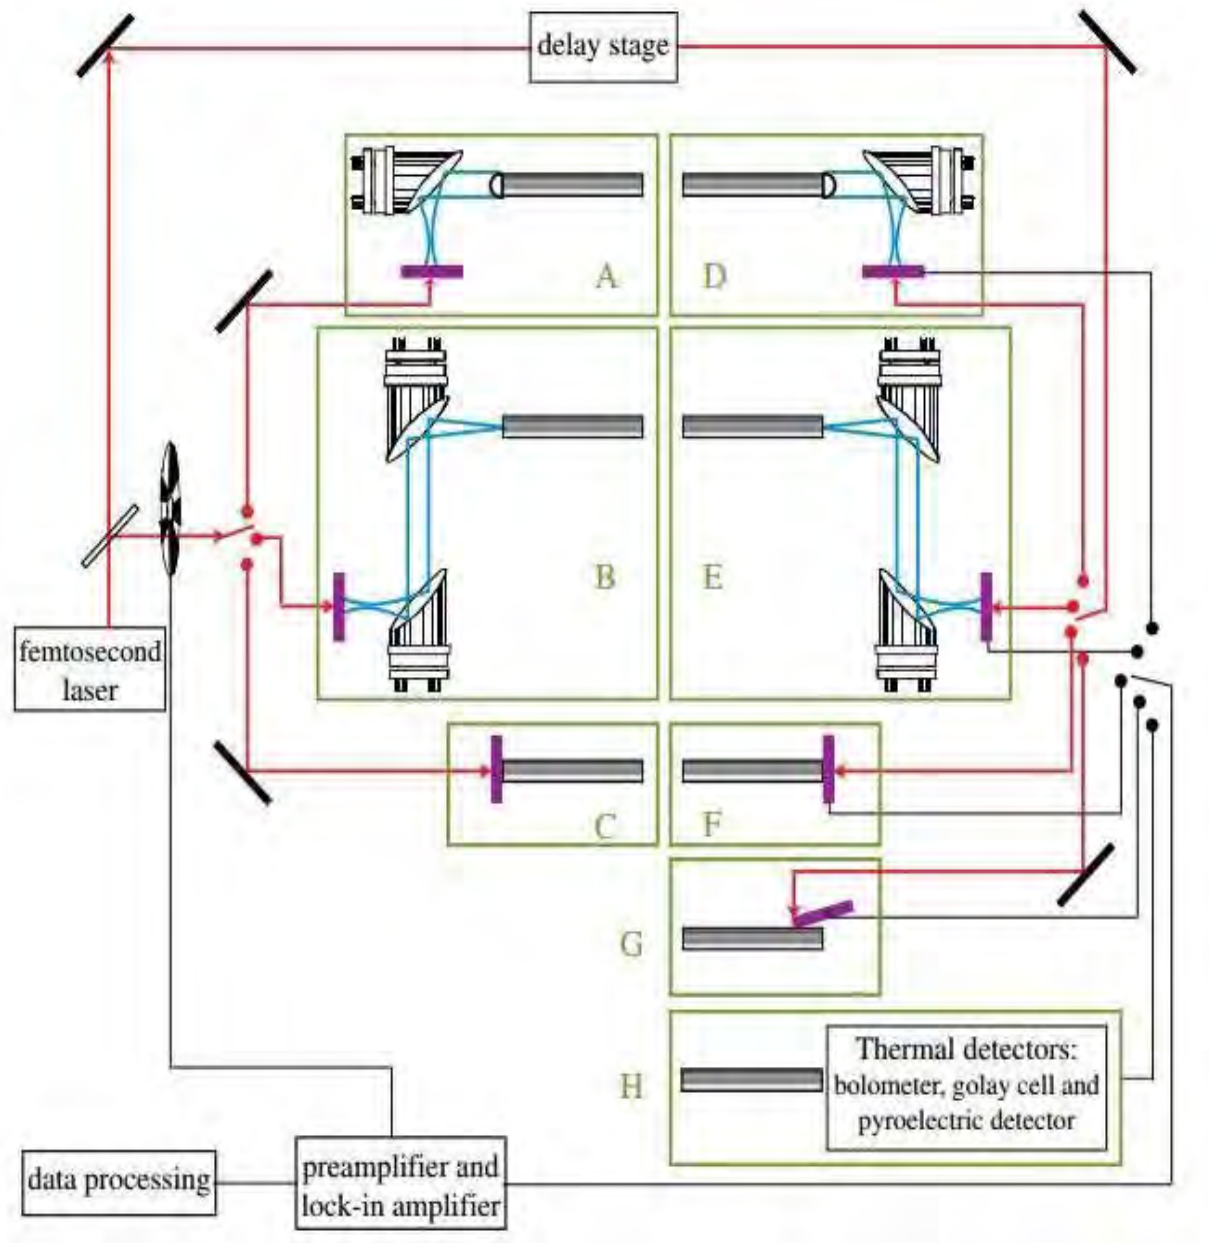 delay stage
A
D
B
E
femtosecond
laser
C
F
G
H
Thermal detectors:
bolometer, golay cell and
pyroelectric detector
data processing
preamplifier and
lock-in amplifier